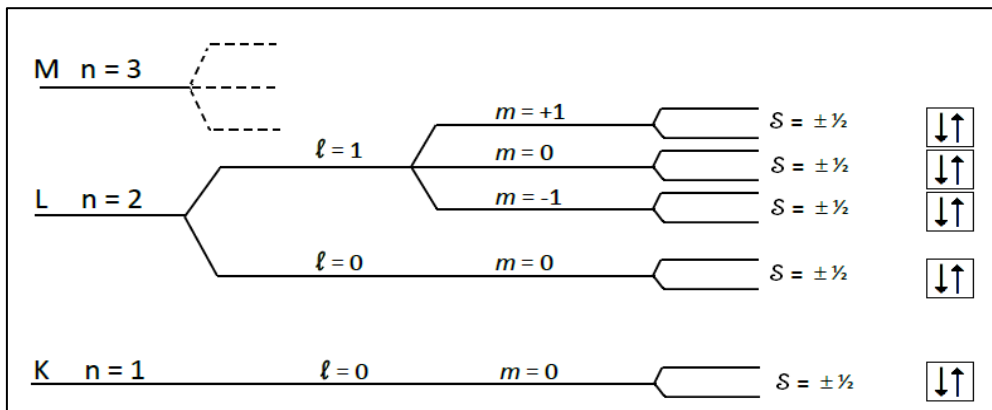 M n = 3
m = +1 𝒮 = ± ½ ↓↑
ℓ = 1 m = 0 𝒮 = ± ½ ↓↑
L n = 2 m = -1 𝒮 = ± ½ ↓↑
ℓ = 0 m = 0 𝒮 = ± ½ ↓↑
K n = 1 ℓ = 0 m = 0 𝒮 = ± ½ ↓↑